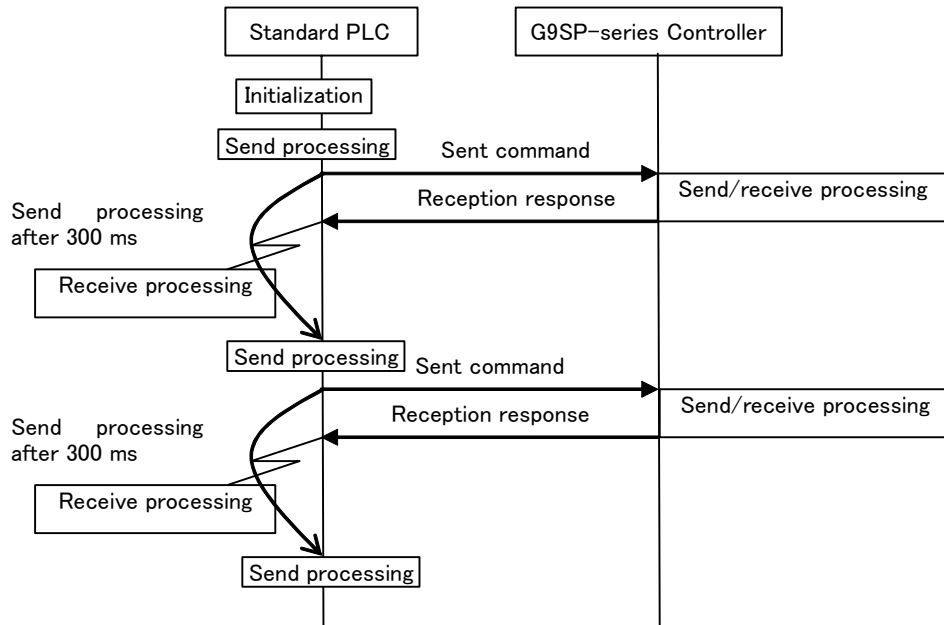 Standard PLC
G9SP-series Controller
Initialization
Send processing
Sent command
Send/receive processing
Reception response
Send processing
after 300 ms
Receive processing
Send processing
Sent command
Send/receive processing
Reception response
Send processing
after 300 ms
Receive processing
Send processing